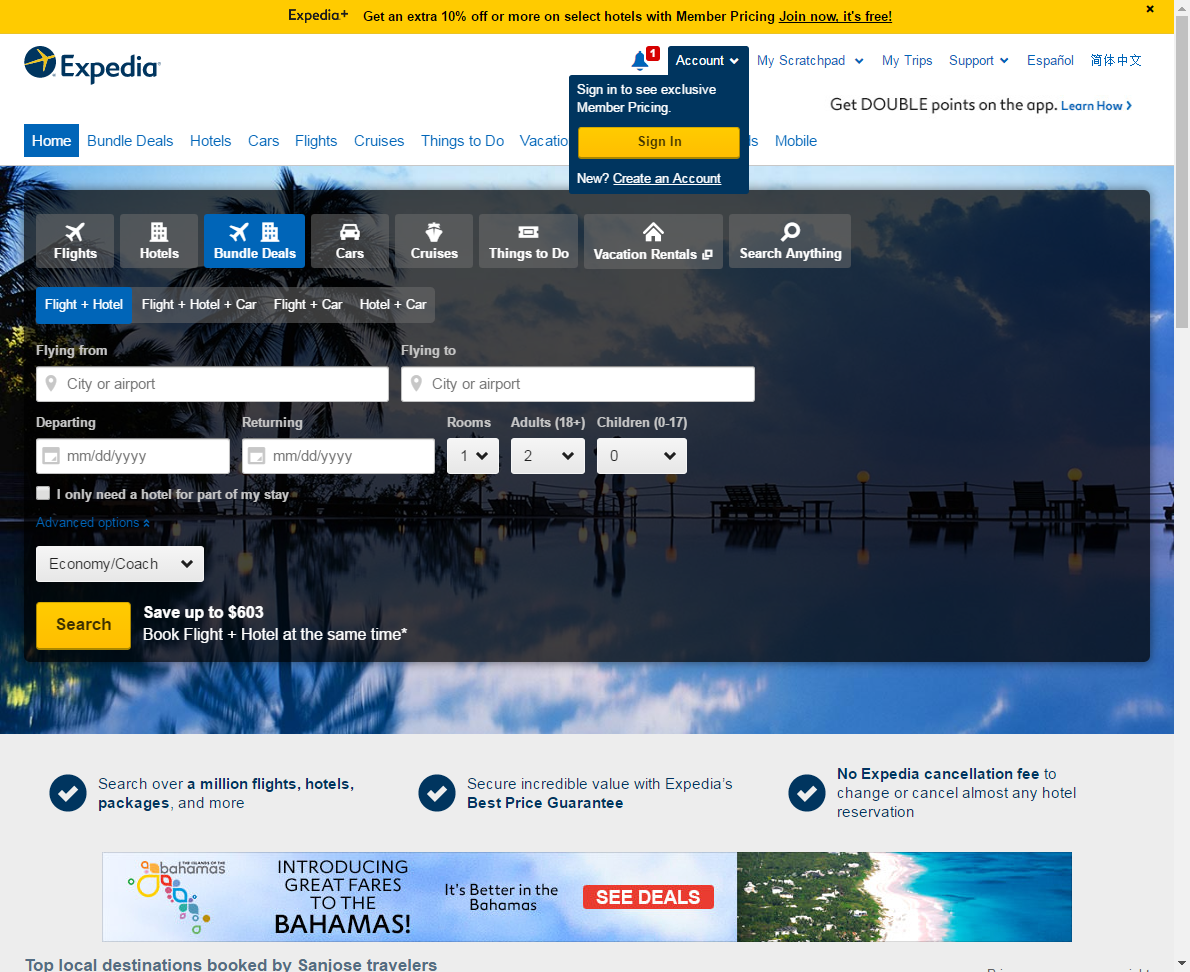 Expedia+ Get an extra 10% off or more on select hotels with Member Pricing Join now, it's free!
Expedia
1
Account
My Scratchpad
My Trips
Support
Español
简体中文
Sign in to see exclusive
Member Pricing.
Get DOUBLE points on the app. Learn How >
Sign In
New? Create an Account
Home
Bundle Deals
Hotels
Cars
Flights
Cruises
Things to Do
Vacatio
ls
Mobile
Flights
Hotels
Bundle Deals
Cars
Cruises
Things to Do
Vacation Rentals
Search Anything
Flight + Hotel
Flight + Hotel + Car
Flight + Car
Hotel + Car
Flying from
Flying to
City or airport
City or airport
Departing
Returning
Rooms
Adults (18+)
Children (0-17)
mm/dd/yyyy
mm/dd/yyyy
1
2
0
I only need a hotel for part of my stay
Advanced options
Economy/Coach
Search
Save up to $603
Book Flight + Hotel at the same time*
Search over a million flights, hotels,
packages, and more
Secure incredible value with Expedia's
Best Price Guarantee
No Expedia cancellation fee to
change or cancel almost any hotel
reservation
THE ISLANDS OF THE
bahamas
INTRODUCING
GREAT FARES
TO THE
BAHAMAS!
It's Better in the
Bahamas
SEE DEALS
Top local destinations booked by Sanjose travelers